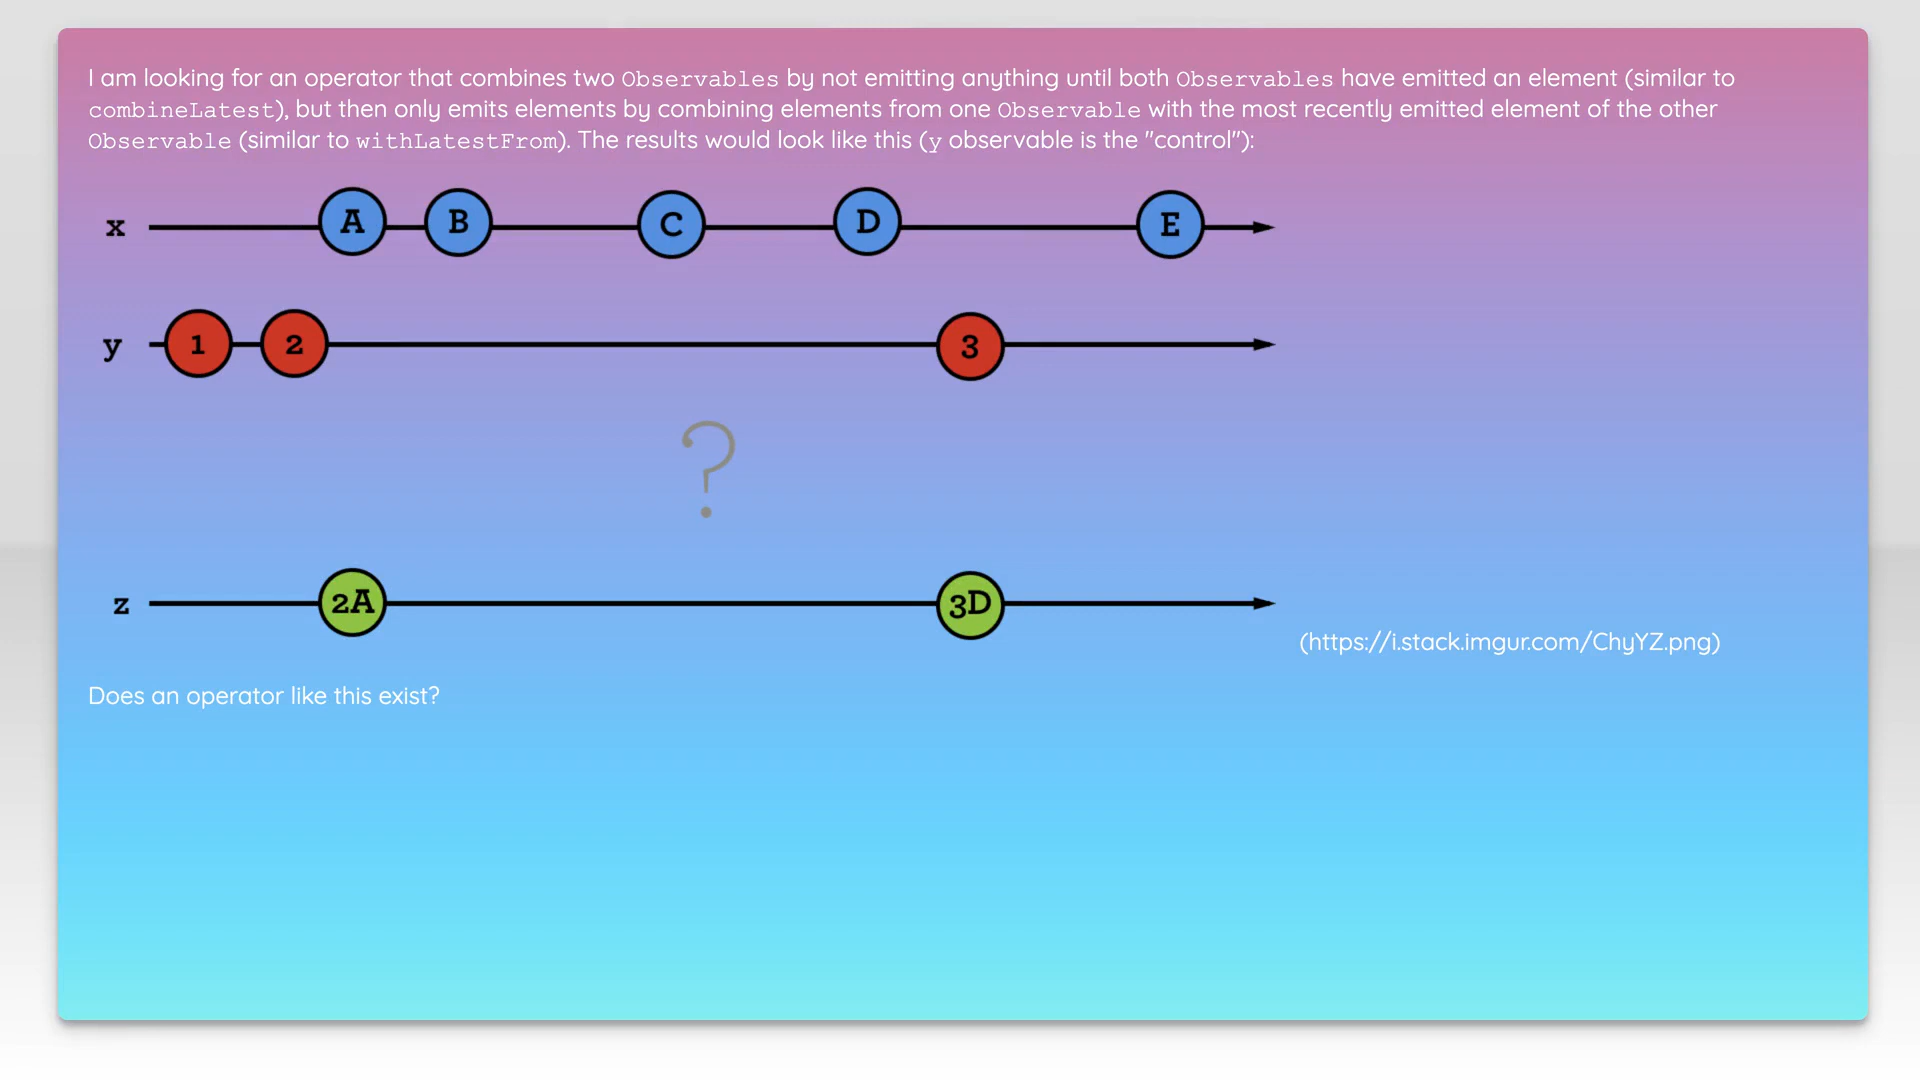 I am looking for an operator that combines two Observables by not emitting anything until both Observables have emitted an element (similar to
combineLatest), but then only emits elements by combining elements from one Observable with the most recently emitted element of the other
Observable (similar to withLatestFrom). The results would look like this (y observable is the "control"):
x A B C D E
y 1 2 3
?
z 2A 3D
(https://i.stack.imgur.com/ChyYZ.png)
Does an operator like this exist?